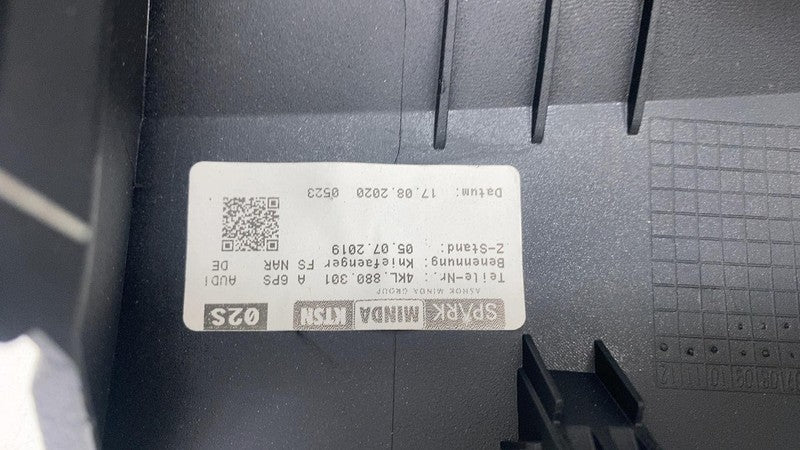 SPARK MINDA KTSN 02S
ASHOK MINDA GROUP
Teile-Nr.: 4KL.880.301 A 6PS AUDI
Benennung: Kniefaenger FS NAR DE
Z-Stand: 05.07.2019
Datum: 17.08.2020 0523